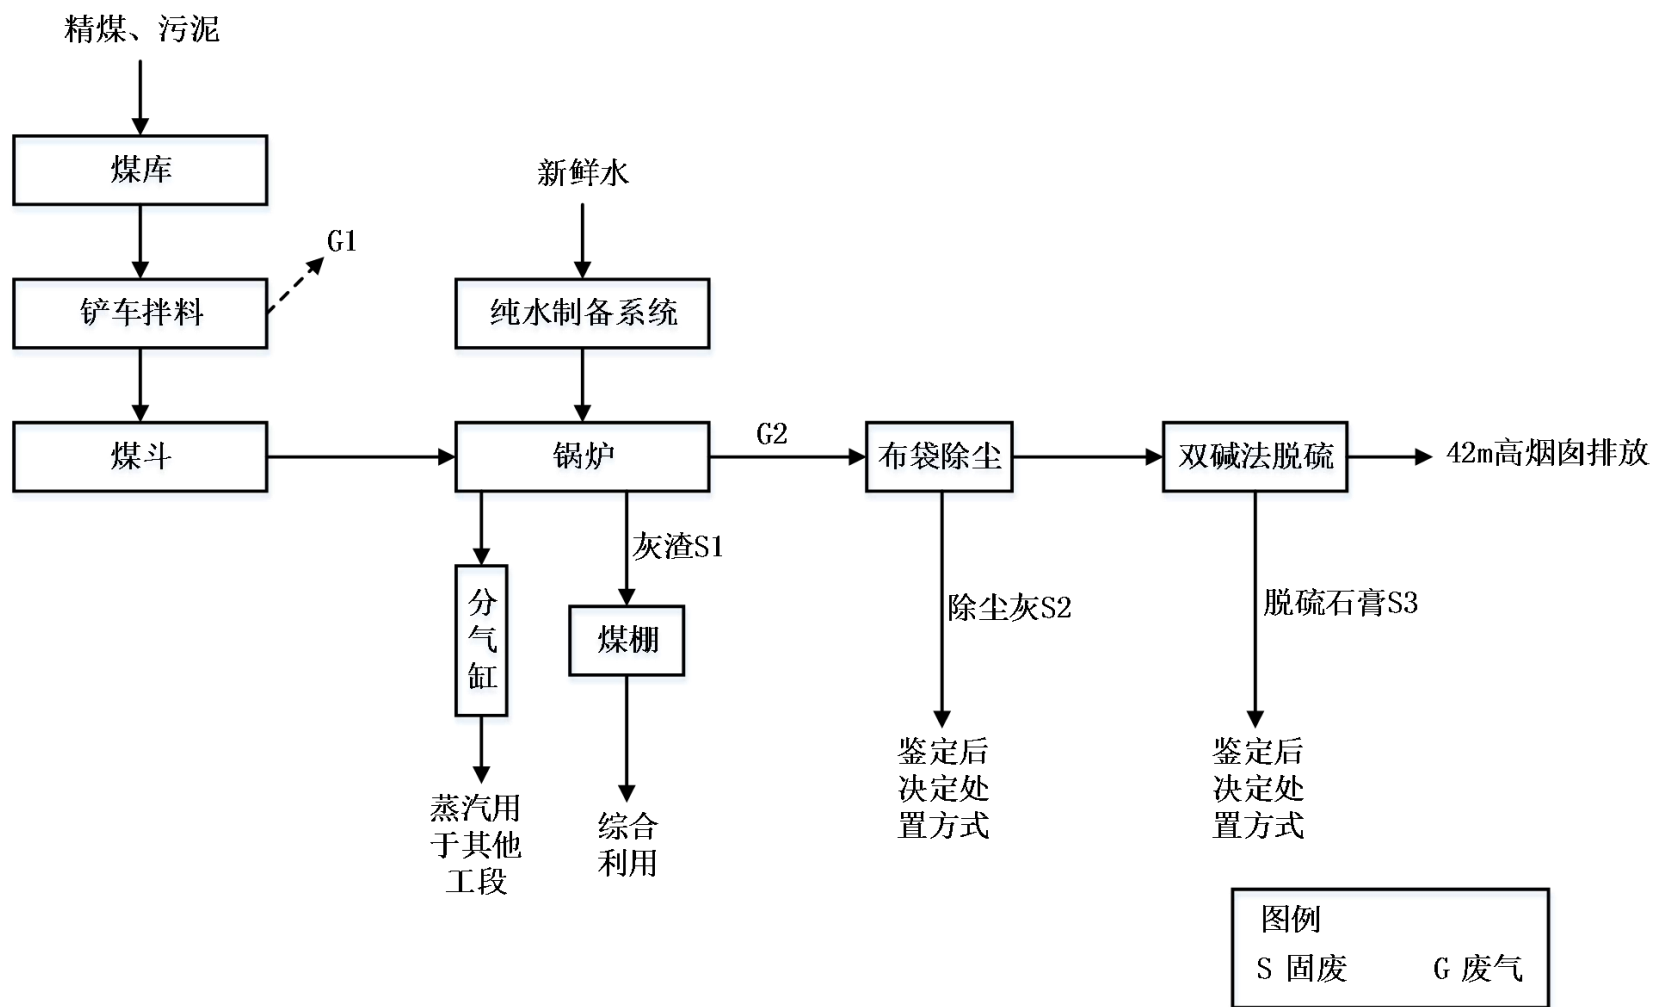 精煤、污泥
煤库
新鲜水
G1
铲车拌料
纯水制备系统
煤斗
锅炉
G2
布袋除尘
双碱法脱硫
42m高烟囱排放
灰渣S1
分
气
缸
煤棚
除尘灰S2
脱硫石膏S3
蒸汽用
于其他
工段
综合
利用
鉴定后
决定处
置方式
鉴定后
决定处
置方式
图例
S 固废 G 废气